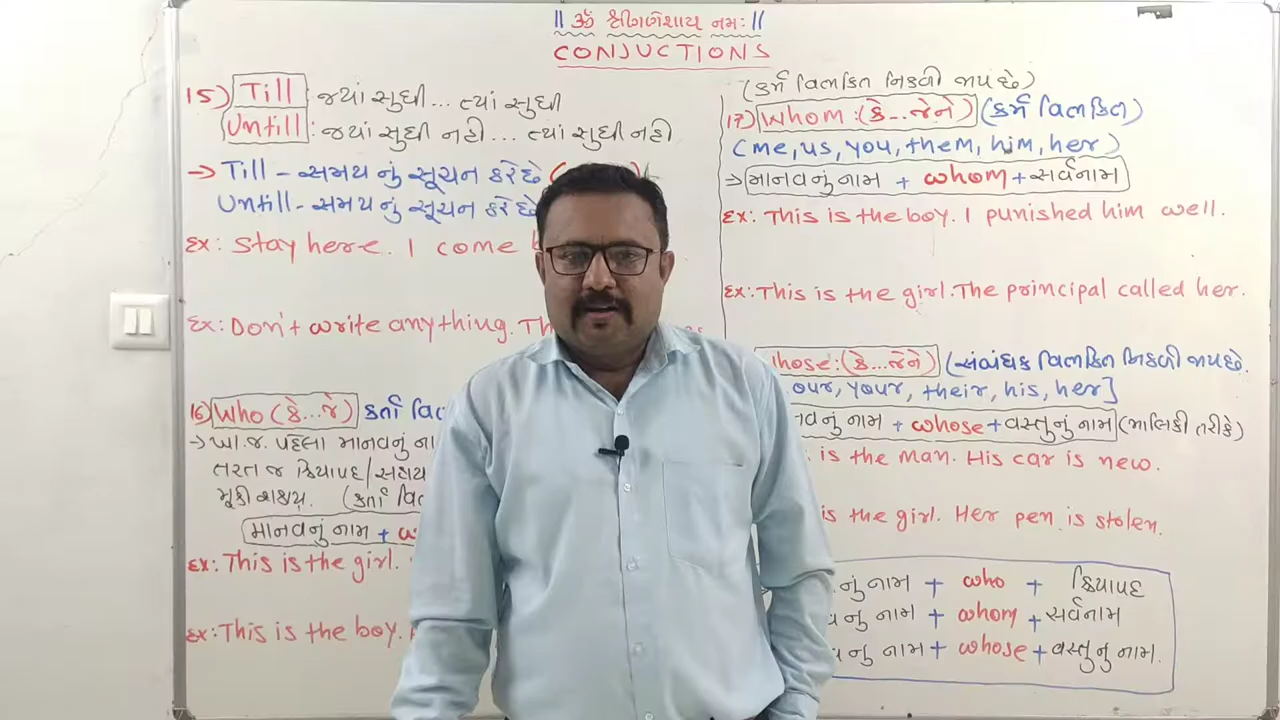 || ૐ શ્રીગણેશાય નમઃ ||
CONJUCTIONS
15) Till જ્યાં સુધી... ત્યાં સુધી
Untill : જ્યાં સુધી નહી... ત્યાં સુધી નહી
→ Till - સમય નું સૂચન કરે છે
Untill - સમય નું સૂચન કરે છે
Ex: Stay here. I come
Ex: Don't write anything.
16) Who (કે...જે) કર્તા
→ ખા.જ. પહેલા માનવનું
તરત જ ક્રિયાપદ/સહાય
મૂકી શકાય. (કર્તા
માનવનું નામ +
Ex: This is the girl.
Ex: This is the boy.
(કર્મ વિભક્તિ નિકળી જાય છે)
17) Whom : (કે...જેને) (કર્મ વિભક્તિ)
(me, us, you, them, him, her)
→ માનવનું નામ + whom + સર્વનામ
Ex: This is the boy. I punished him well.
Ex: This is the girl. The principal called her.
hose : (કે...જેને) (સંબંધક વિભક્તિ નિકળી જાય છે.
our, your, their, his, her]
નું નામ + whose + વસ્તુનું નામ (માલિકી તરીકે)
is the man. His car is new.
is the girl. Her pen is stolen.
નું નામ + who + ક્રિયાપદ
નુ નામ + whom + સર્વનામ
નુ નામ + whose + વસ્તુનુ નામ.